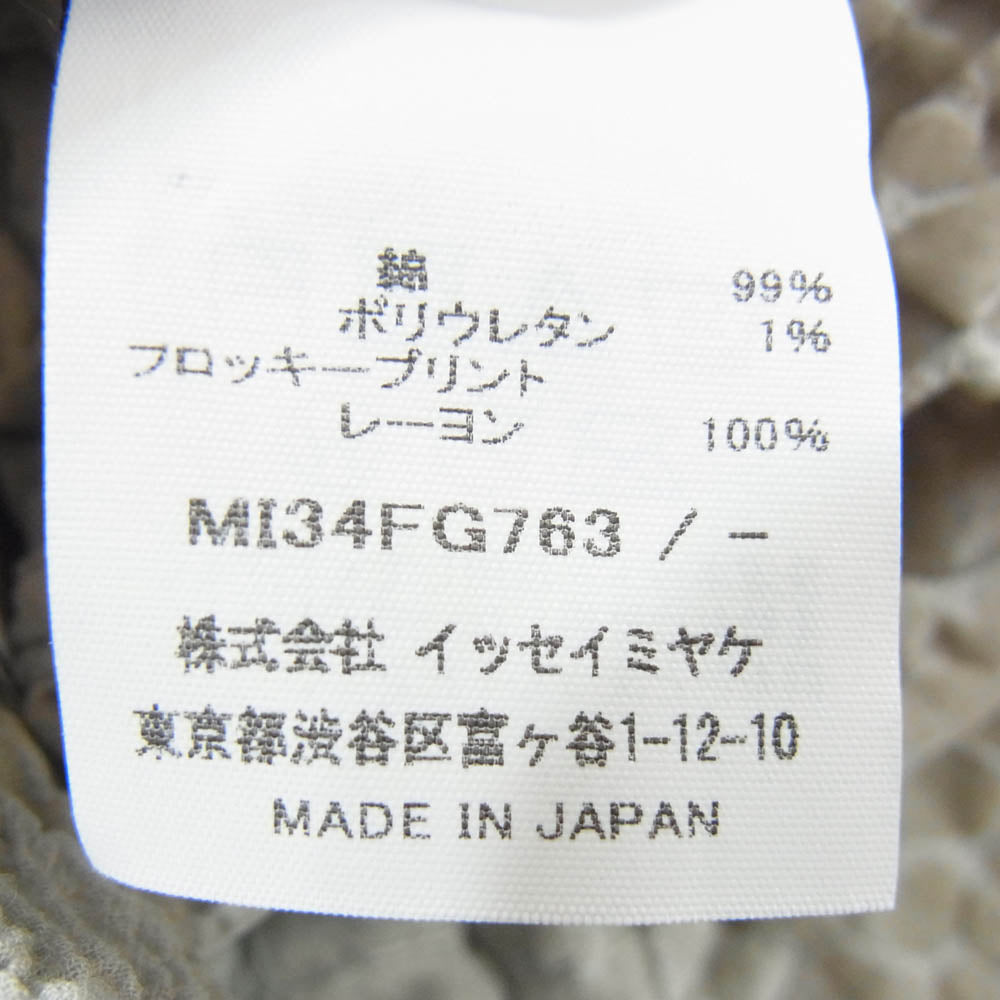 綿 99%
ポリウレタン 1%
フロッキープリント
レーヨン 100%
MI34FG763 / -
株式会社 イッセイミヤケ
東京都渋谷区富ヶ谷1-12-10
MADE IN JAPAN